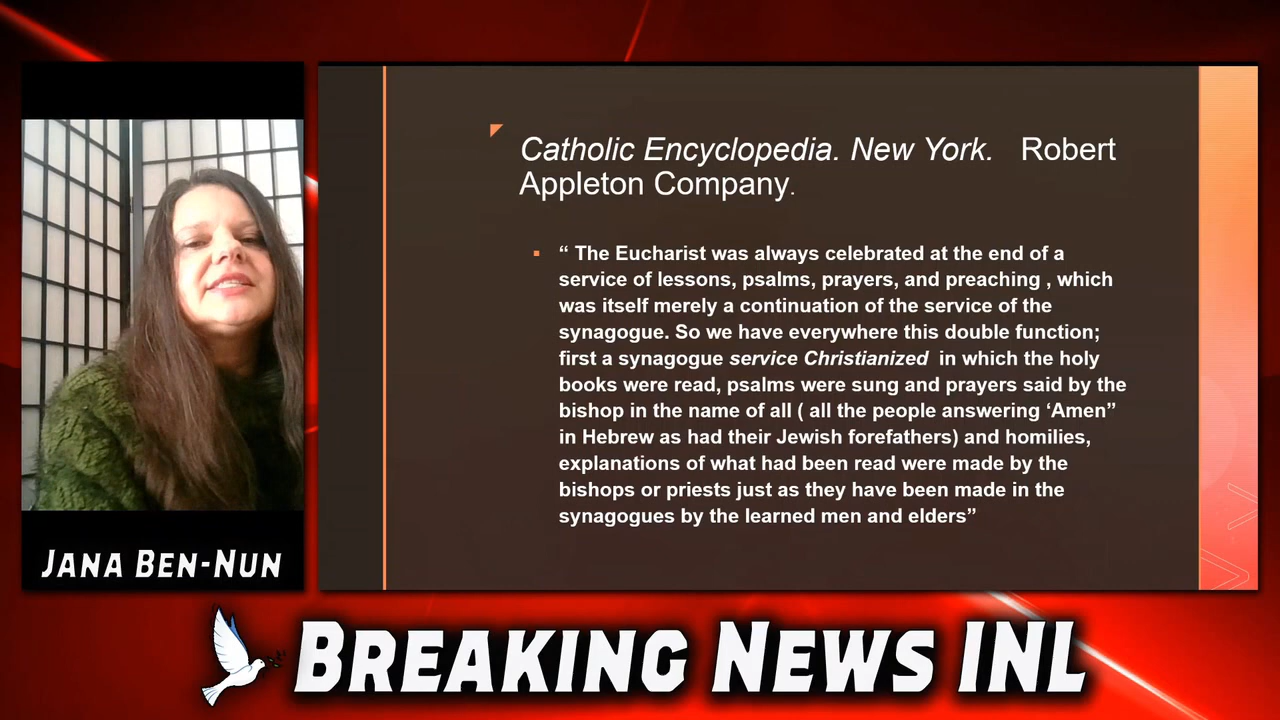 Catholic Encyclopedia. New York. Robert
Appleton Company.
“ The Eucharist was always celebrated at the end of a
service of lessons, psalms, prayers, and preaching , which
was itself merely a continuation of the service of the
synagogue. So we have everywhere this double function;
first a synagogue service Christianized in which the holy
books were read, psalms were sung and prayers said by the
bishop in the name of all ( all the people answering ‘Amen”
in Hebrew as had their Jewish forefathers) and homilies,
explanations of what had been read were made by the
bishops or priests just as they have been made in the
synagogues by the learned men and elders”
Jana Ben-Nun
Breaking News INL